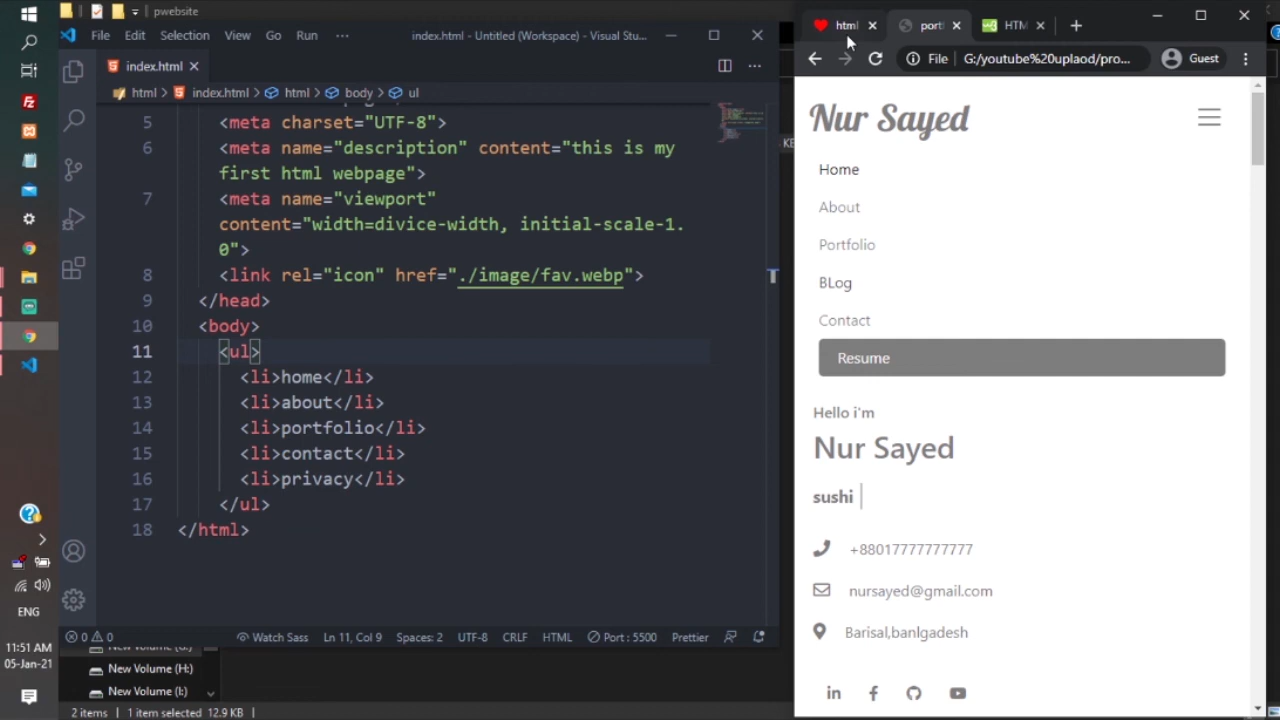 pwebsite
File Edit Selection View Go Run ··· index.html - Untitled (Workspace) - Visual Stu...
index.html
html > index.html > html > body > ul
5 <meta charset="UTF-8">
6 <meta name="description" content="this is my
first html webpage">
7 <meta name="viewport"
content="width=divice-width, initial-scale-1.
0">
8 <link rel="icon" href="./image/fav.webp">
9 </head>
10 <body>
11 <ul>
12 <li>home</li>
13 <li>about</li>
14 <li>portfolio</li>
15 <li>contact</li>
16 <li>privacy</li>
17 </ul>
18 </html>
0 0 Watch Sass Ln 11, Col 9 Spaces: 2 UTF-8 CRLF HTML Port : 5500 Prettier
New Volume (G:)
New Volume (H:)
New Volume (I:)
2 items 1 item selected 12.9 KB
ENG
11:51 AM
05-Jan-21
html port HTM
File G:/youtube%20uplaod/pro... Guest
Nur Sayed
Home
About
Portfolio
BLog
Contact
Resume
Hello i'm
Nur Sayed
sushi
+88017777777777
nursayed@gmail.com
Barisal,banlgadesh